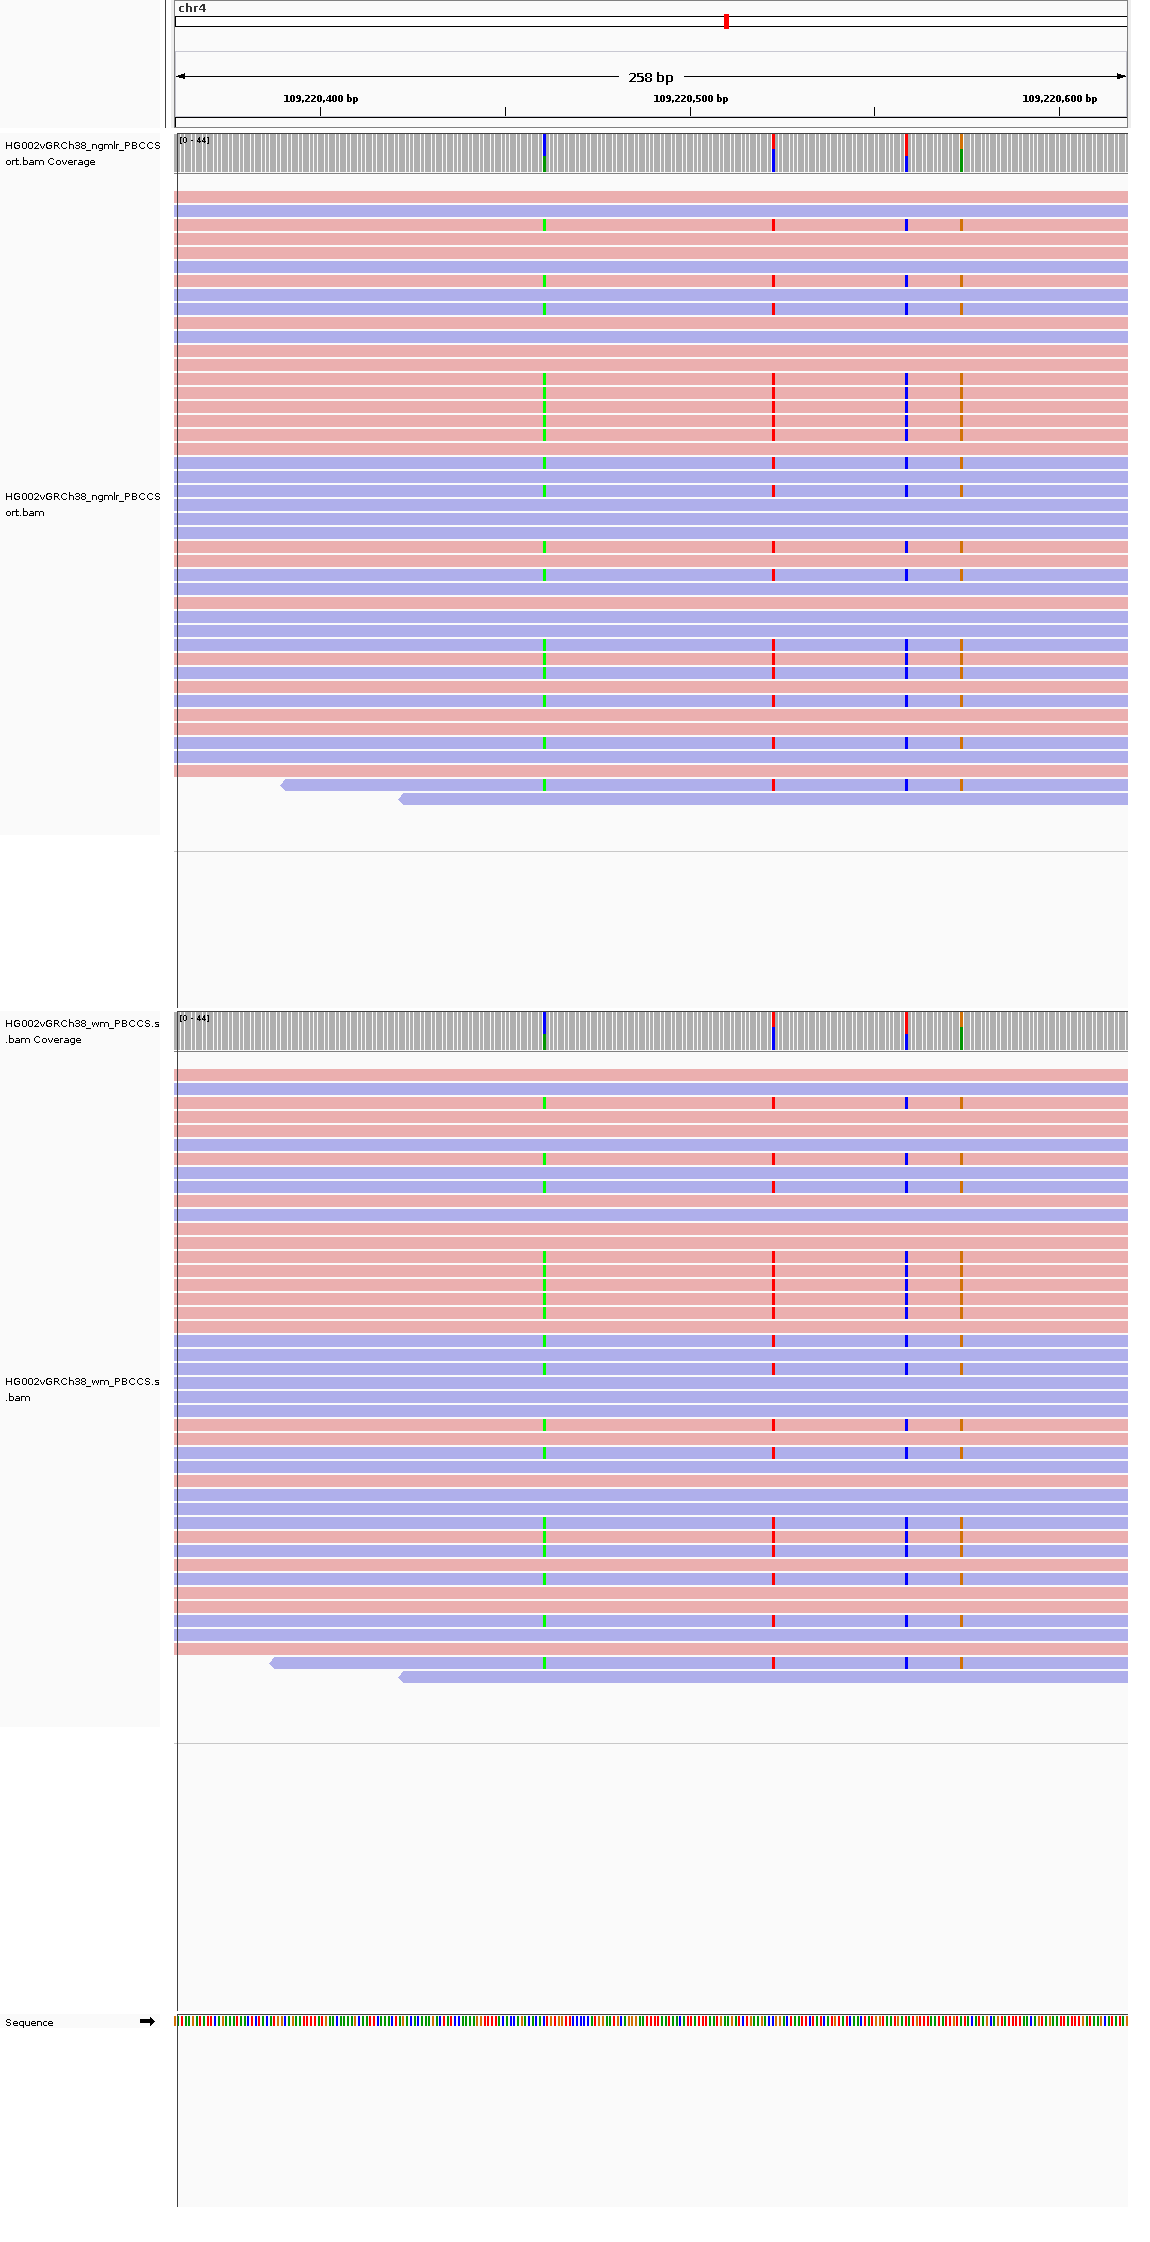 chr4
258 bp
109,220,400 bp 109,220,500 bp 109,220,600 bp
HG002vGRCh38_ngmlr_PBCCS
ort.bam Coverage
[0 - 44]
HG002vGRCh38_ngmlr_PBCCS
ort.bam
HG002vGRCh38_wm_PBCCS.s
.bam Coverage
[0 - 44]
HG002vGRCh38_wm_PBCCS.s
.bam
Sequence